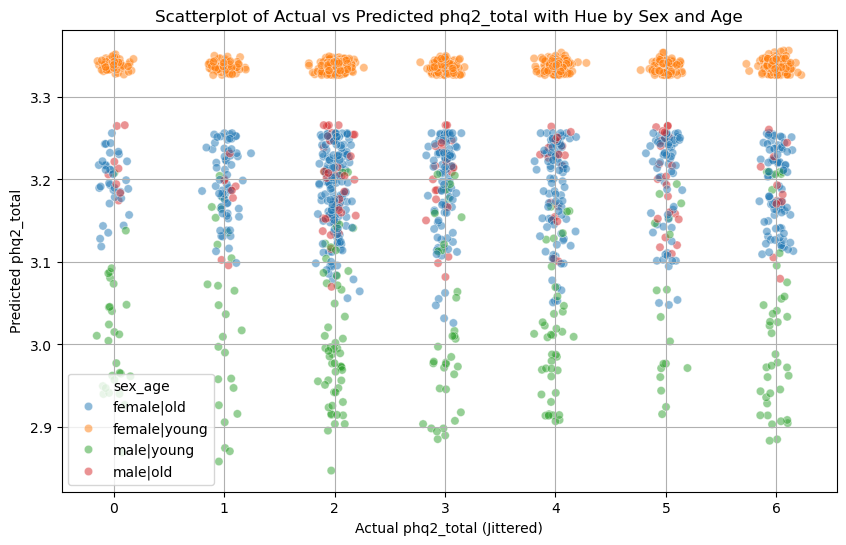 Scatterplot of Actual vs Predicted phq2_total with Hue by Sex and Age
Predicted phq2_total
3.3
3.2
3.1
3.0
2.9
sex_age
female|old
female|young
male|young
male|old
0 1 2 3 4 5 6
Actual phq2_total (Jittered)